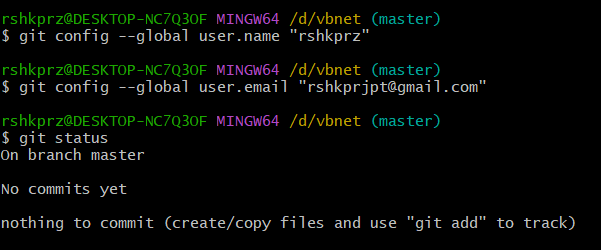 rshkprz@DESKTOP-NC7Q3OF MINGW64 /d/vbnet (master)
$ git config --global user.name "rshkprz"
rshkprz@DESKTOP-NC7Q3OF MINGW64 /d/vbnet (master)
$ git config --global user.email "rshkprjpt@gmail.com"
rshkprz@DESKTOP-NC7Q3OF MINGW64 /d/vbnet (master)
$ git status
On branch master
No commits yet
nothing to commit (create/copy files and use "git add" to track)